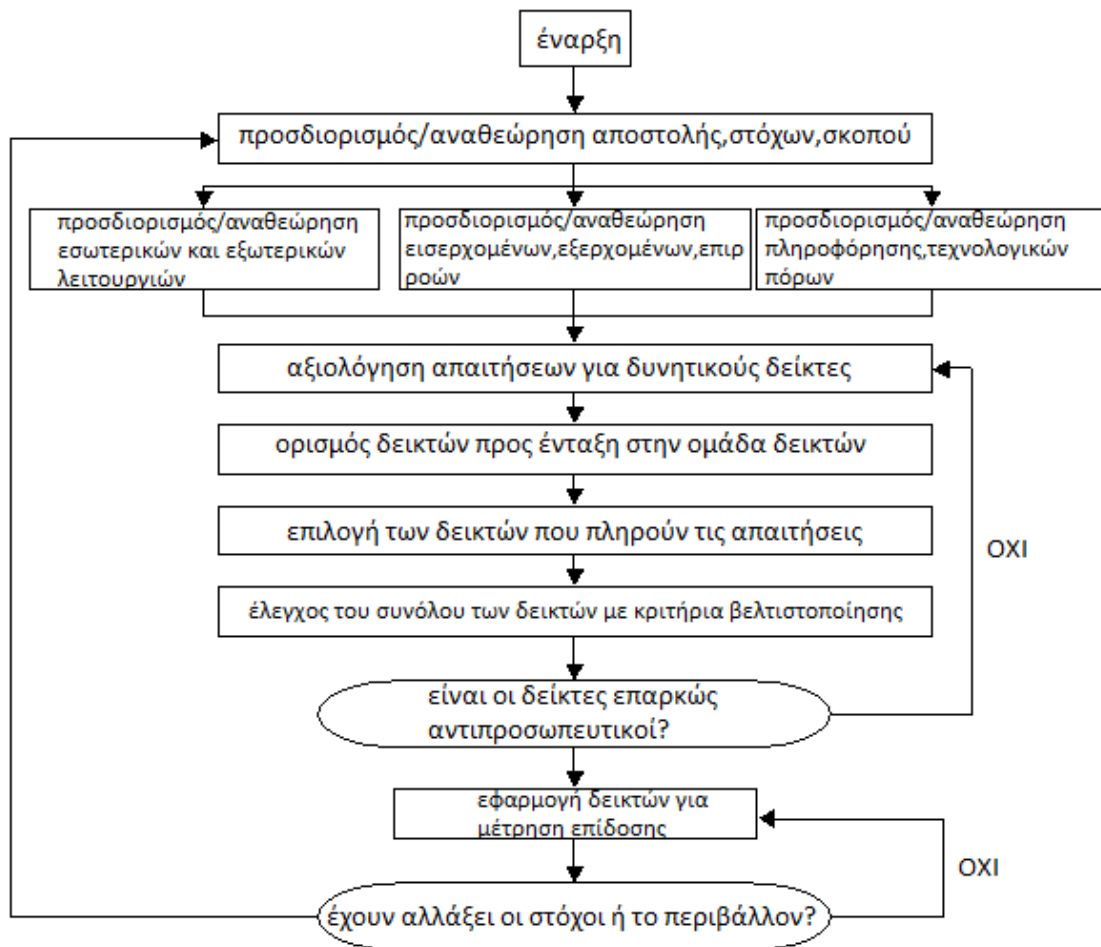 έναρξη
προσδιορισμός/αναθεώρηση αποστολής,στόχων,σκοπού
προσδιορισμός/αναθεώρηση
εσωτερικών και εξωτερικών
λειτουργιών
προσδιορισμός/αναθεώρηση
εισερχομένων,εξερχομένων,επιρ
ροών
προσδιορισμός/αναθεώρηση
πληροφόρησης,τεχνολογικών
πόρων
αξιολόγηση απαιτήσεων για δυνητικούς δείκτες
ορισμός δεικτών προς ένταξη στην ομάδα δεικτών
επιλογή των δεικτών που πληρούν τις απαιτήσεις
ΟΧΙ
έλεγχος του συνόλου των δεικτών με κριτήρια βελτιστοποίησης
είναι οι δείκτες επαρκώς
αντιπροσωπευτικοί?
εφαρμογή δεικτών για
μέτρηση επίδοσης
ΟΧΙ
έχουν αλλάξει οι στόχοι ή το περιβάλλον?